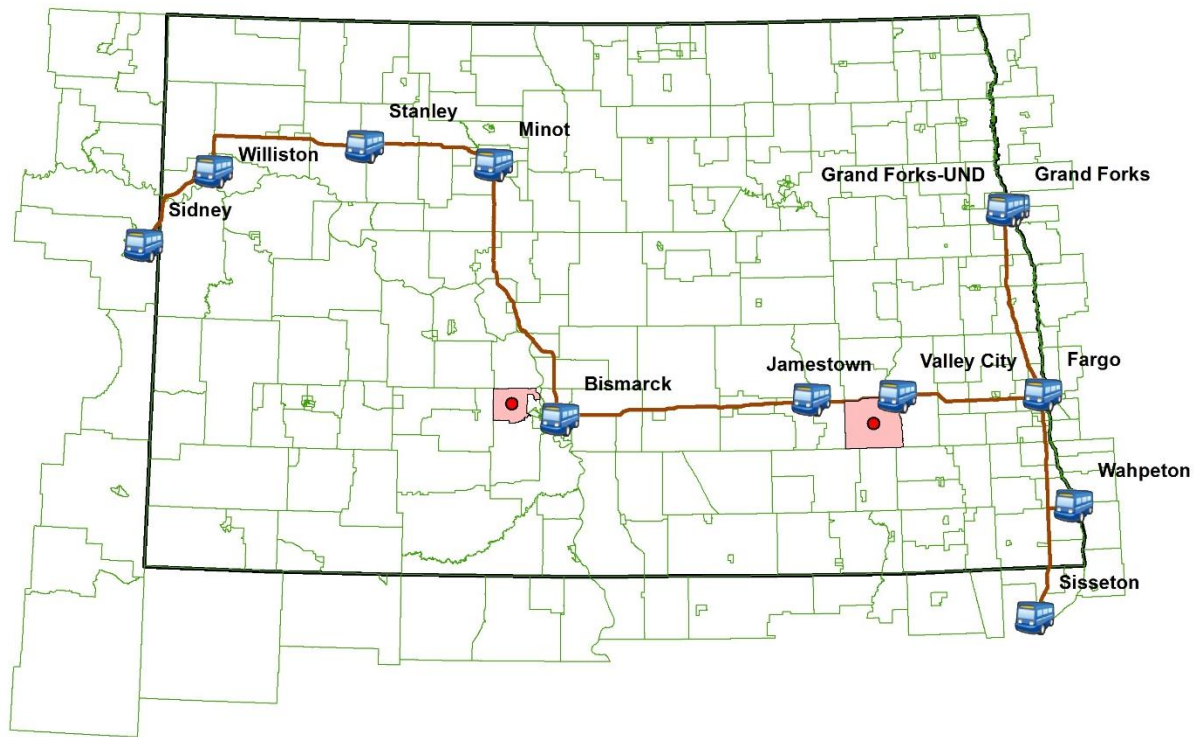 Stanley
Minot
Williston
Grand Forks-UND
Grand Forks
Sidney
Jamestown
Valley City
Fargo
Bismarck
Wahpeton
Sisseton